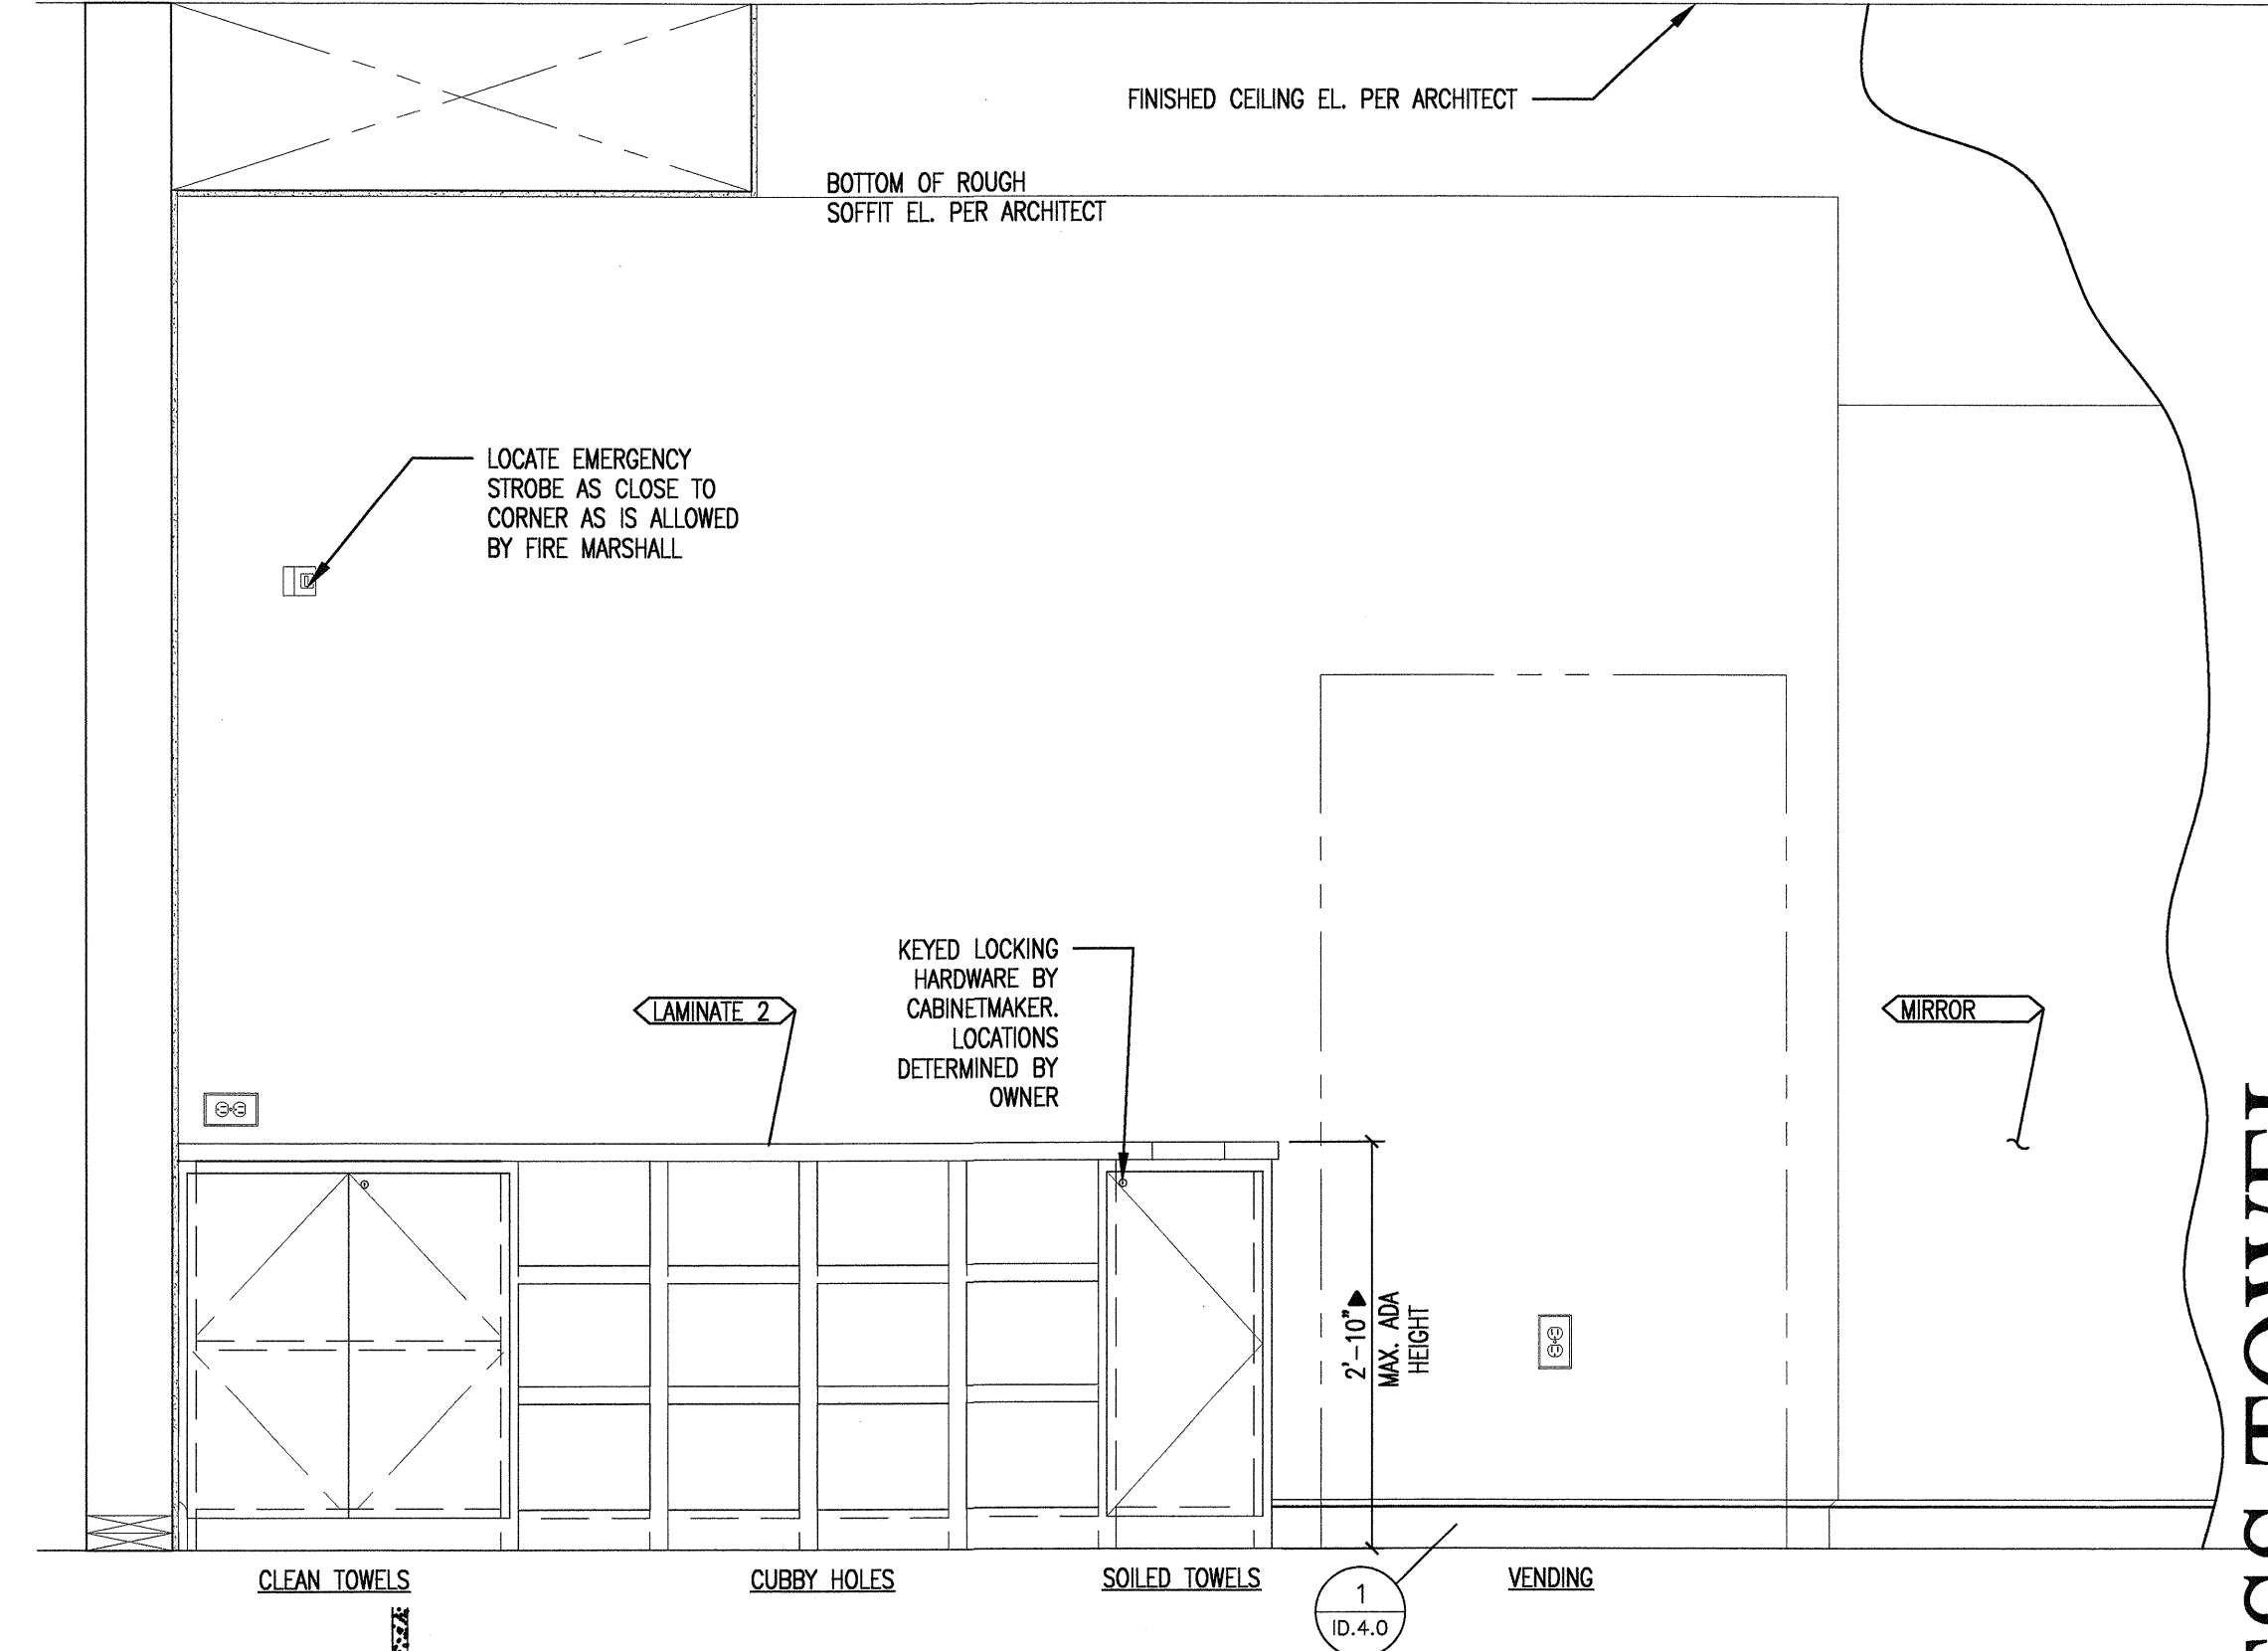 FINISHED CEILING EL. PER ARCHITECT
BOTTOM OF ROUGH
SOFFIT EL. PER ARCHITECT
LOCATE EMERGENCY
STROBE AS CLOSE TO
CORNER AS IS ALLOWED
BY FIRE MARSHALL
KEYED LOCKING
HARDWARE BY
CABINETMAKER.
LOCATIONS
DETERMINED BY
OWNER
LAMINATE 2
MIRROR
2'-10"
MAX. ADA
HEIGHT
CLEAN TOWELS
CUBBY HOLES
SOILED TOWELS
VENDING
1
ID.4.0